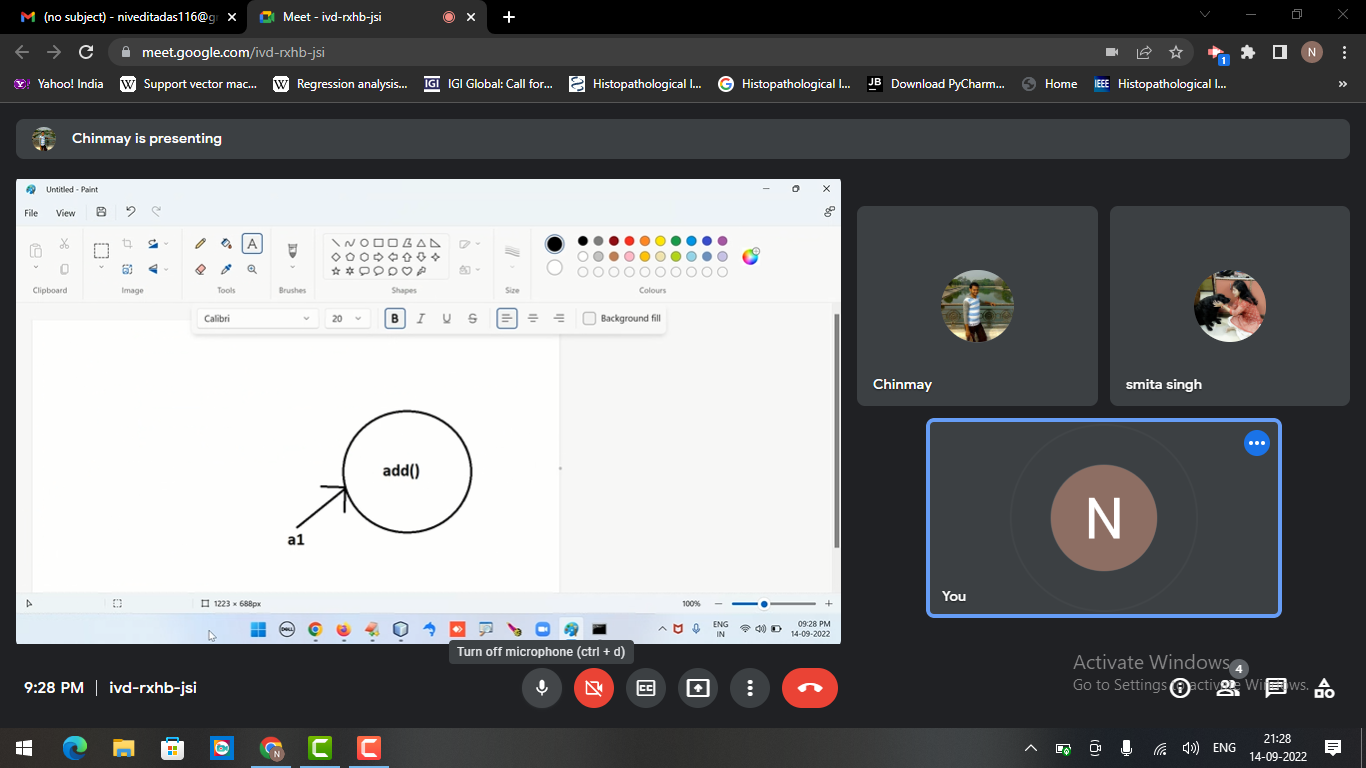 (no subject) - niveditadas116@g
Meet - ivd-rxhb-jsi
meet.google.com/ivd-rxhb-jsi
1
N
Yahoo! India
Support vector mac...
Regression analysis...
IGI Global: Call for...
Histopathological I...
Histopathological I...
Download PyCharm...
Home
Histopathological I...
»
Chinmay is presenting
Untitled - Paint
File View
Clipboard Image Tools Brushes Shapes Size Colours
Calibri 20 B I U S Background fill
add()
a1
1223 × 688px 100%
DELL
ENG
IN
09:28 PM
14-09-2022
Chinmay
smita singh
N
You
Turn off microphone (ctrl + d)
9:28 PM | ivd-rxhb-jsi
4
Activate Windows
Go to Settings to activate Windows.
ENG
21:28
14-09-2022